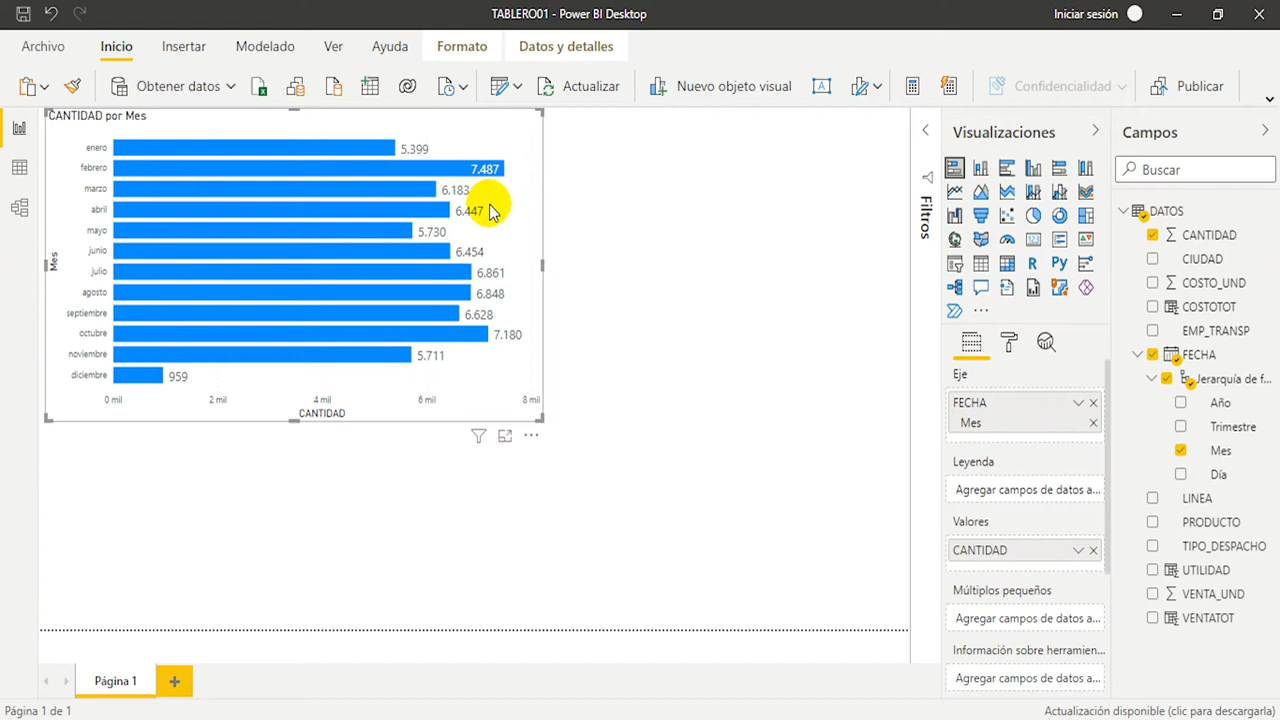 TABLERO01 - Power BI Desktop
Iniciar sesión
Archivo
Inicio
Insertar
Modelado
Ver
Ayuda
Formato
Datos y detalles
Obtener datos
Actualizar
Nuevo objeto visual
Confidencialidad
Publicar
CANTIDAD por Mes
enero 5.399
febrero 7.487
marzo 6.183
abril 6.447
mayo 5.730
junio 6.454
julio 6.861
agosto 6.848
septiembre 6.628
octubre 7.180
noviembre 5.711
diciembre 959
Mes
0 mil 2 mil 4 mil 6 mil 8 mil
CANTIDAD
Filtros
Visualizaciones
R Py
Eje
FECHA
Mes
Leyenda
Agregar campos de datos a...
Valores
CANTIDAD
Múltiplos pequeños
Agregar campos de datos a...
Información sobre herramien...
Agregar campos de datos a...
Campos
Buscar
DATOS
CANTIDAD
CIUDAD
COSTO_UND
COSTOTOT
EMP_TRANSP
FECHA
Jerarquía de f...
Año
Trimestre
Mes
Día
LINEA
PRODUCTO
TIPO_DESPACHO
UTILIDAD
VENTA_UND
VENTATOT
Página 1
Página 1 de 1
Actualización disponible (clic para descargarla)